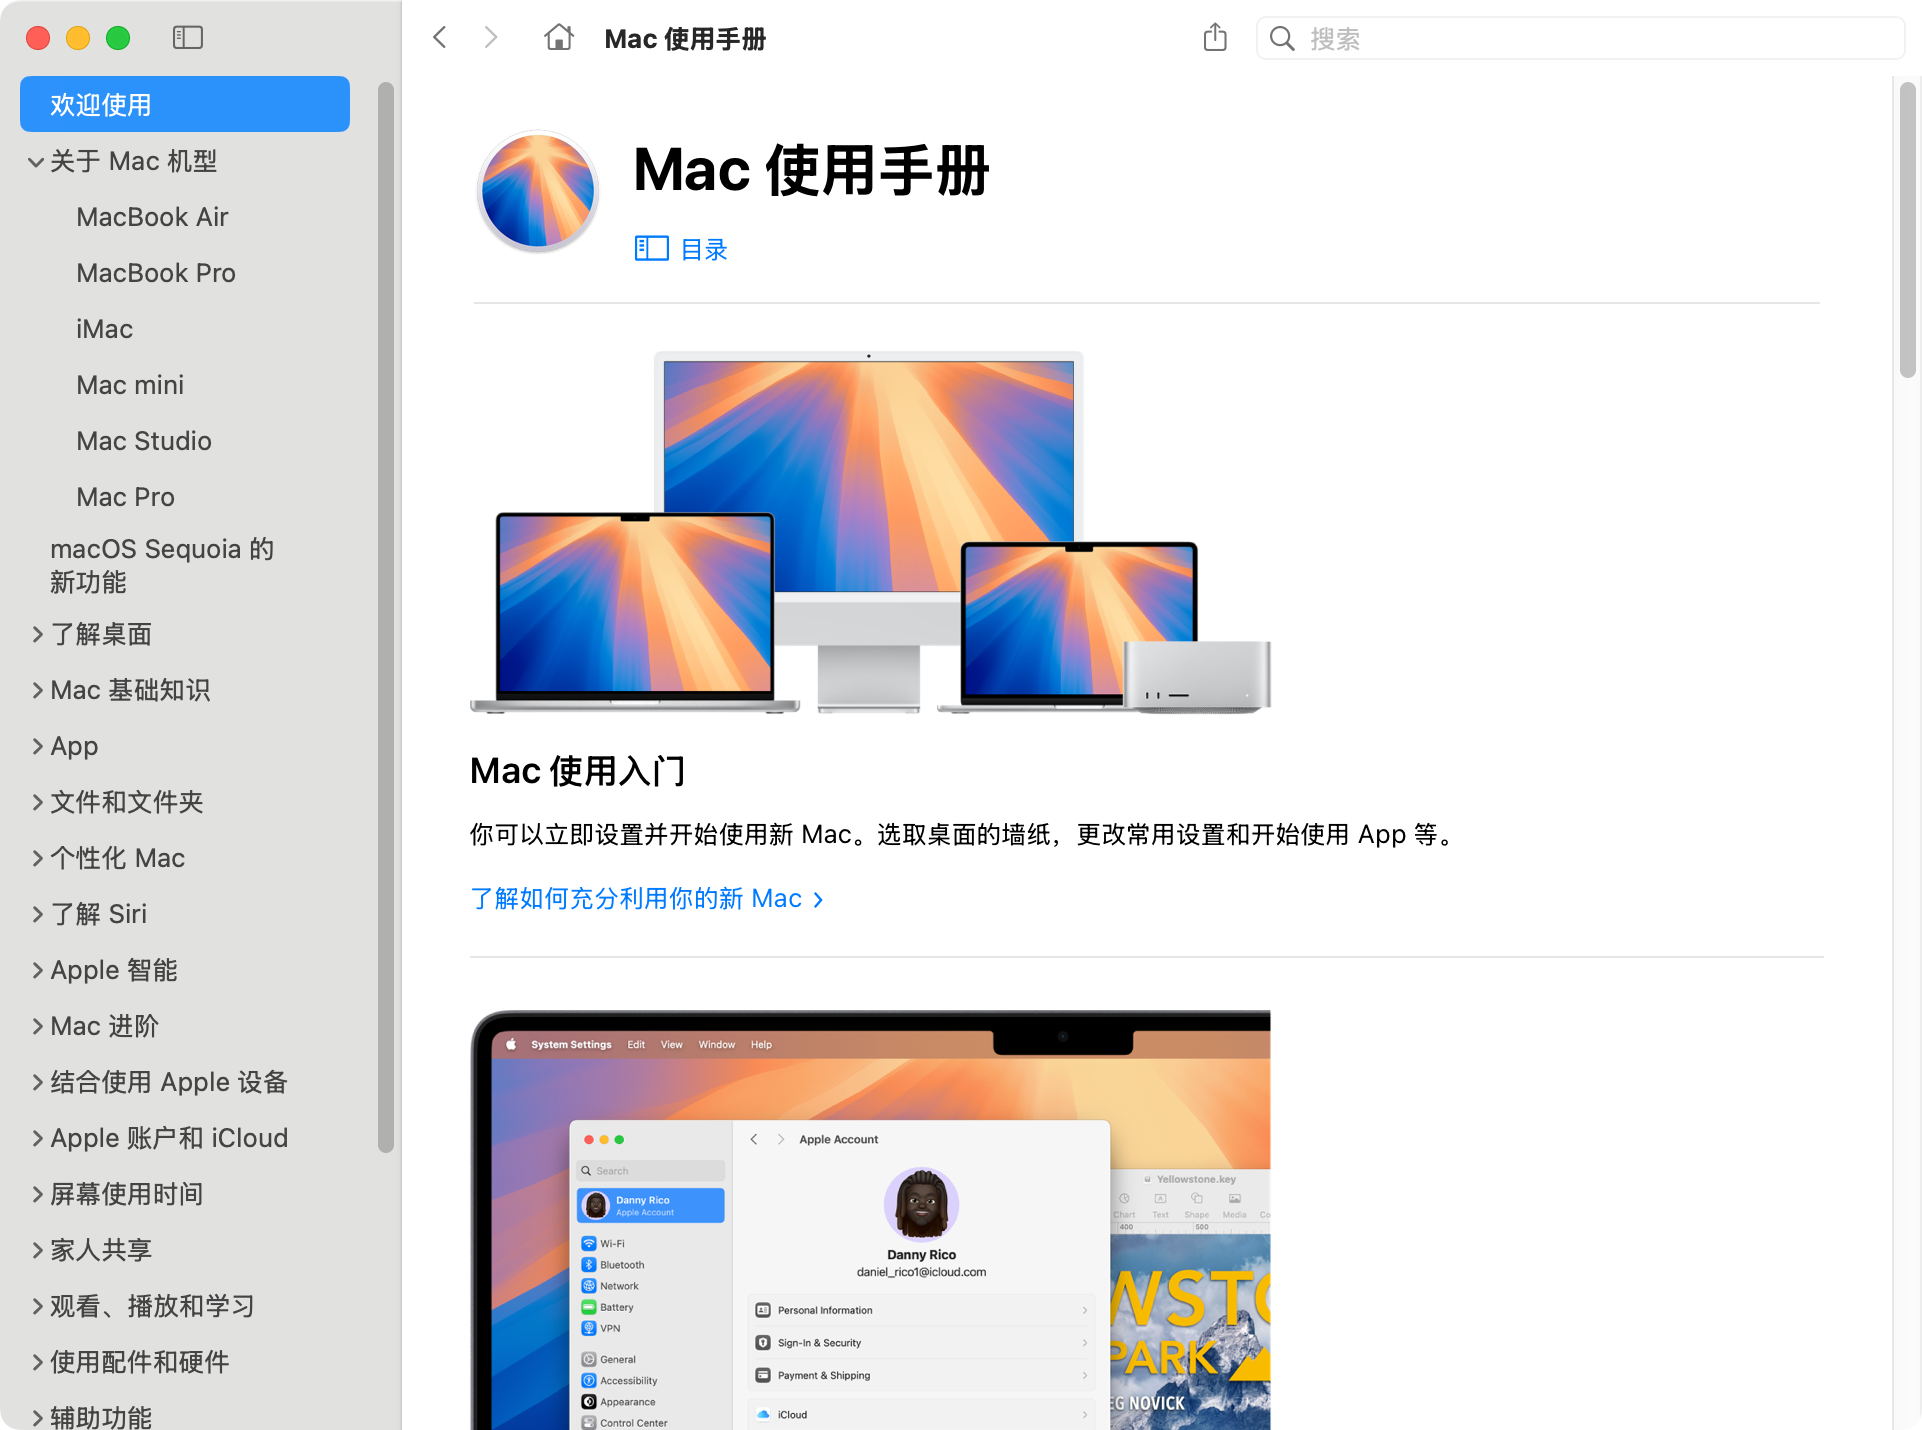 Mac 使用手册
搜索
欢迎使用
关于 Mac 机型
MacBook Air
MacBook Pro
iMac
Mac mini
Mac Studio
Mac Pro
macOS Sequoia 的
新功能
了解桌面
Mac 基础知识
App
文件和文件夹
个性化 Mac
了解 Siri
Apple 智能
Mac 进阶
结合使用 Apple 设备
Apple 账户和 iCloud
屏幕使用时间
家人共享
观看、播放和学习
使用配件和硬件
辅助功能
Mac 使用手册
目录
Mac 使用入门
你可以立即设置并开始使用新 Mac。选取桌面的墙纸，更改常用设置和开始使用 App 等。
了解如何充分利用你的新 Mac
System Settings Edit View Window Help
Search
Danny Rico
Apple Account
Wi-Fi
Bluetooth
Network
Battery
VPN
General
Accessibility
Appearance
Control Center
Apple Account
Danny Rico
daniel_rico1@icloud.com
Personal Information
Sign-In & Security
Payment & Shipping
iCloud
Yellowstone.key
Chart Text Shape Media Co
400 500
WSTO
PARK
EG NOVICK